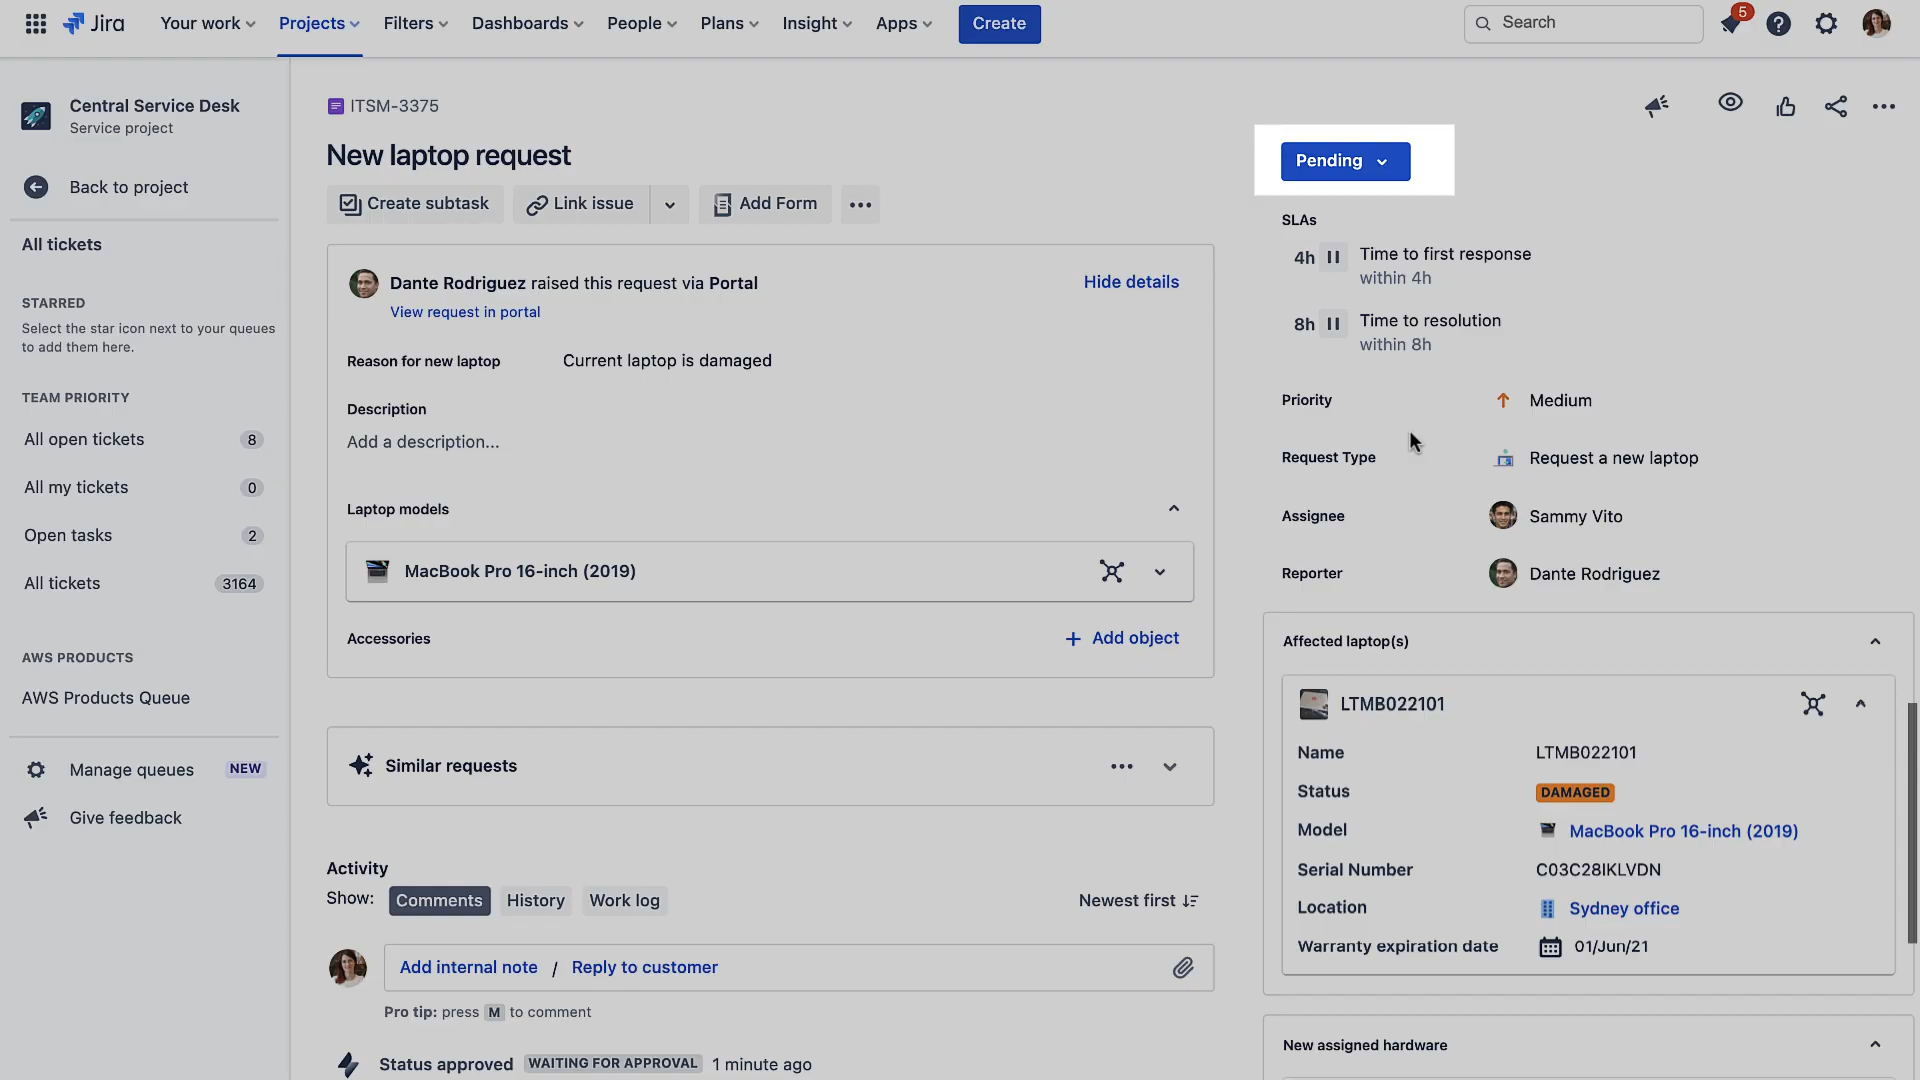 Jira
Your work
Projects
Filters
Dashboards
People
Plans
Insight
Apps
Create
Search
5
Central Service Desk
Service project
Back to project
All tickets
STARRED
Select the star icon next to your queues
to add them here.
TEAM PRIORITY
All open tickets 8
All my tickets 0
Open tasks 2
All tickets 3164
AWS PRODUCTS
AWS Products Queue
Manage queues NEW
Give feedback
ITSM-3375
New laptop request
Create subtask
Link issue
Add Form
Dante Rodriguez raised this request via Portal
Hide details
View request in portal
Reason for new laptop Current laptop is damaged
Description
Add a description...
Laptop models
MacBook Pro 16-inch (2019)
Accessories
+ Add object
Similar requests
Activity
Show: Comments History Work log
Newest first
Add internal note / Reply to customer
Pro tip: press M to comment
Status approved WAITING FOR APPROVAL 1 minute ago
Pending
SLAs
4h Time to first response
within 4h
8h Time to resolution
within 8h
Priority Medium
Request Type Request a new laptop
Assignee Sammy Vito
Reporter Dante Rodriguez
Affected laptop(s)
LTMB022101
Name LTMB022101
Status DAMAGED
Model MacBook Pro 16-inch (2019)
Serial Number C03C28IKLVDN
Location Sydney office
Warranty expiration date 01/Jun/21
New assigned hardware